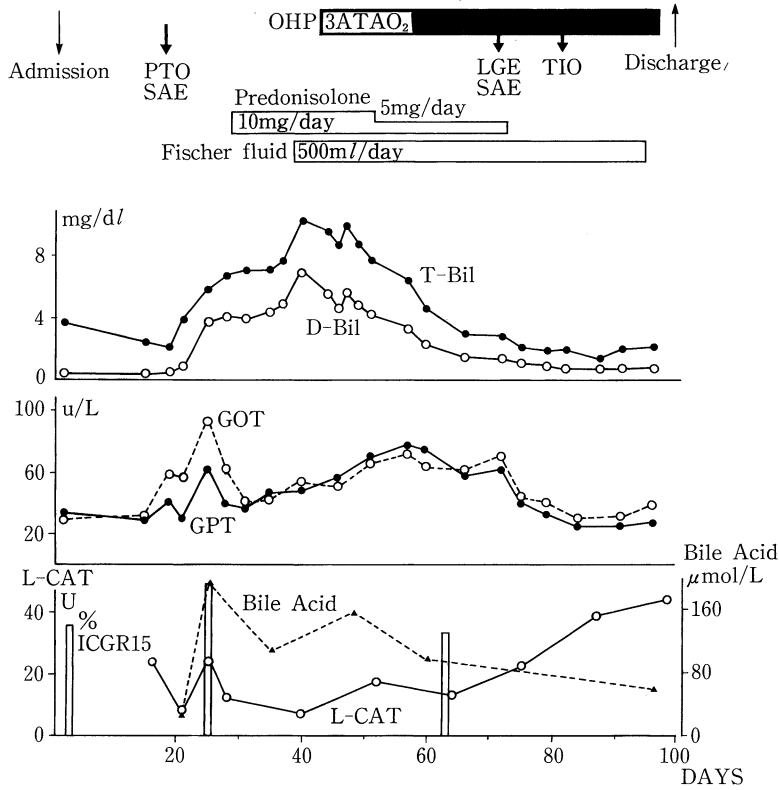 OHP 3ATAO₂
Admission
PTO
SAE
LGE
SAE
TIO
Discharge
Predonisolone
10mg/day
5mg/day
Fischer fluid 500ml/day
mg/dl
8
4
0
T-Bil
D-Bil
100
60
20
u/L
GOT
GPT
L-CAT
U
%
ICGR15
40
20
0
Bile Acid
L-CAT
Bile Acid
μmol/L
160
80
0
20
40
60
80
100
DAYS